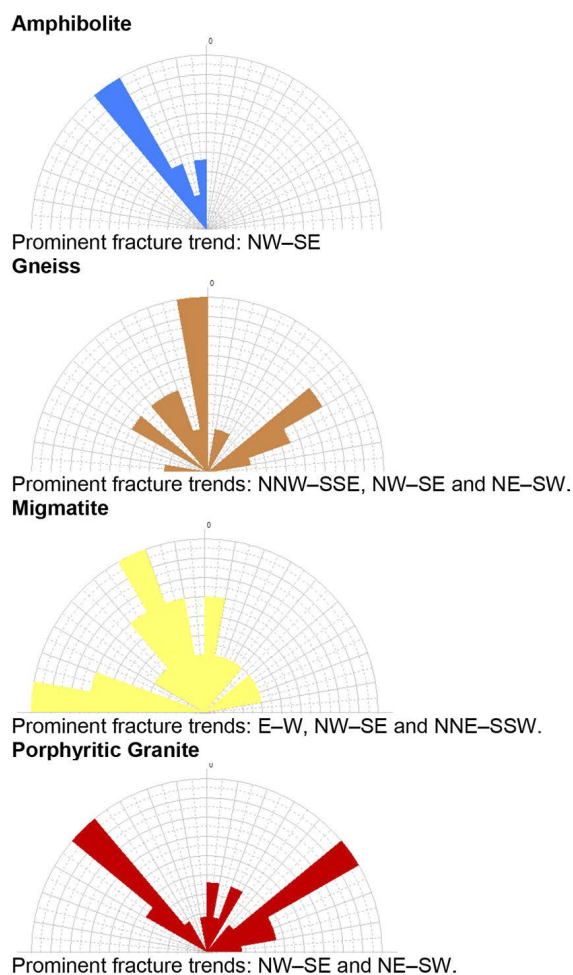 Amphibolite
0
Prominent fracture trend: NW–SE
Gneiss
0
Prominent fracture trends: NNW–SSE, NW–SE and NE–SW.
Migmatite
0
Prominent fracture trends: E–W, NW–SE and NNE–SSW.
Porphyritic Granite
0
Prominent fracture trends: NW–SE and NE–SW.